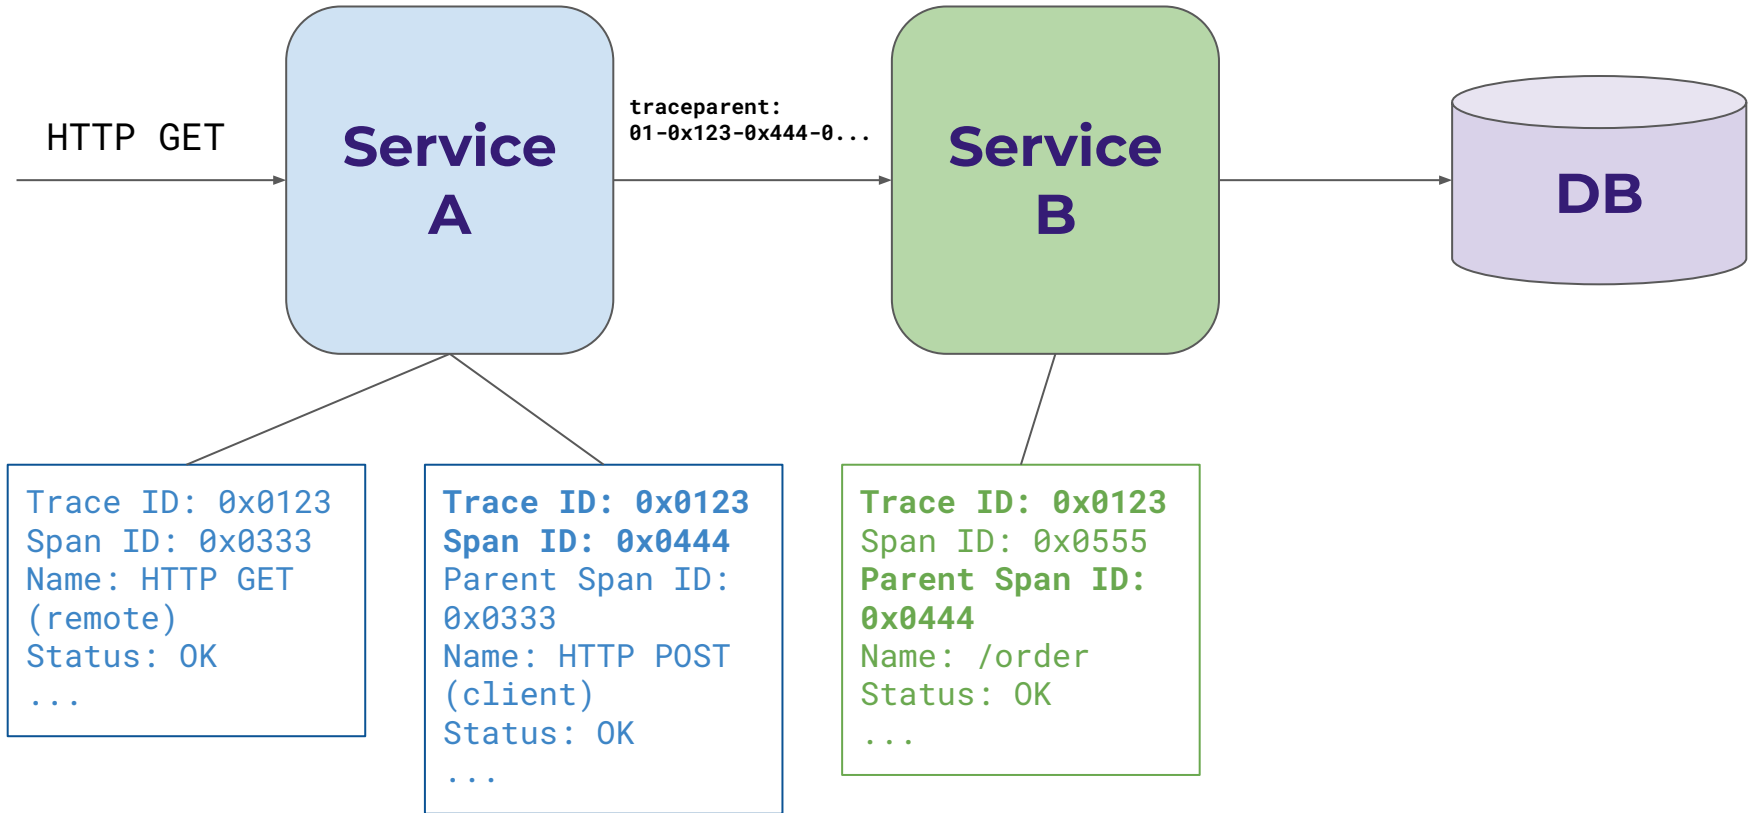 HTTP GET
Service
A
traceparent:
01-0x123-0x444-0...
Service
B
DB
Trace ID: 0x0123
Span ID: 0x0333
Name: HTTP GET
(remote)
Status: OK
...
Trace ID: 0x0123
Span ID: 0x0444
Parent Span ID:
0x0333
Name: HTTP POST
(client)
Status: OK
...
Trace ID: 0x0123
Span ID: 0x0555
Parent Span ID:
0x0444
Name: /order
Status: OK
...